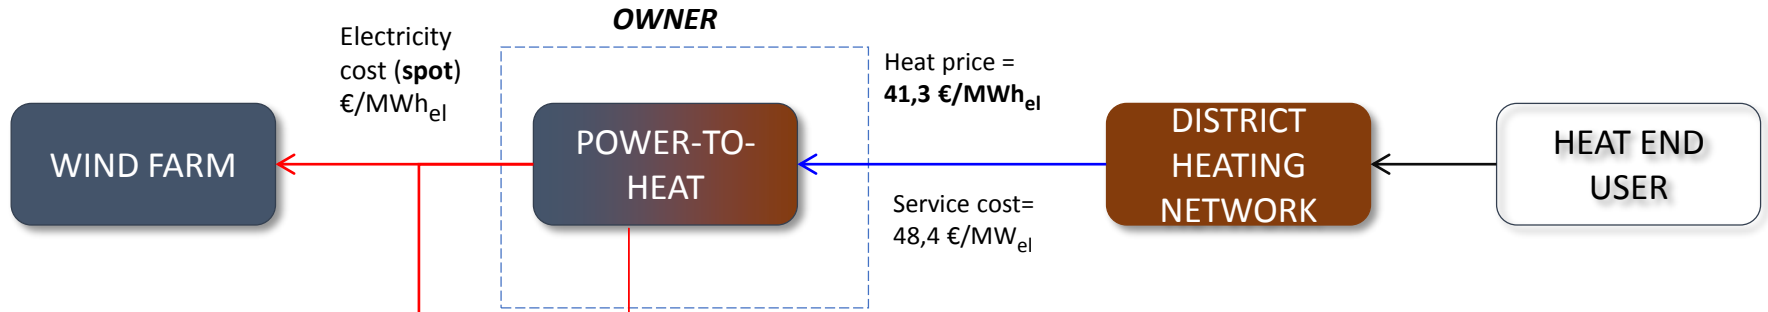 OWNER
Electricity
cost (spot)
€/MWhel
Heat price =
41,3 €/MWhel
WIND FARM
POWER-TO-
HEAT
DISTRICT
HEATING
NETWORK
HEAT END
USER
Service cost=
48,4 €/MWel